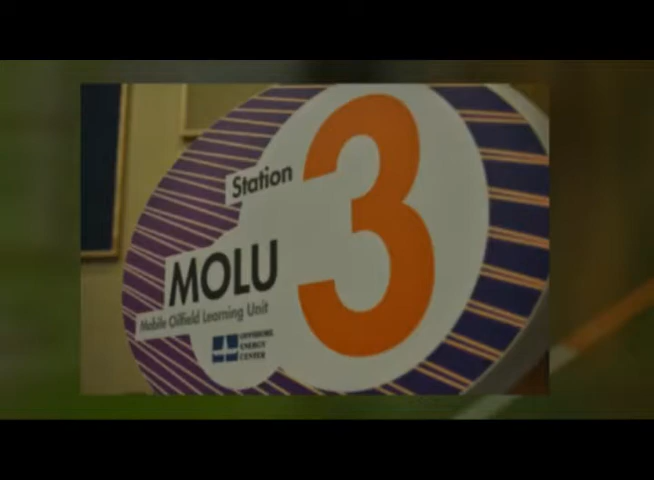 Station
3
MOLU
Mobile Oilfield Learning Unit
OFFSHORE
ENERGY
CENTER